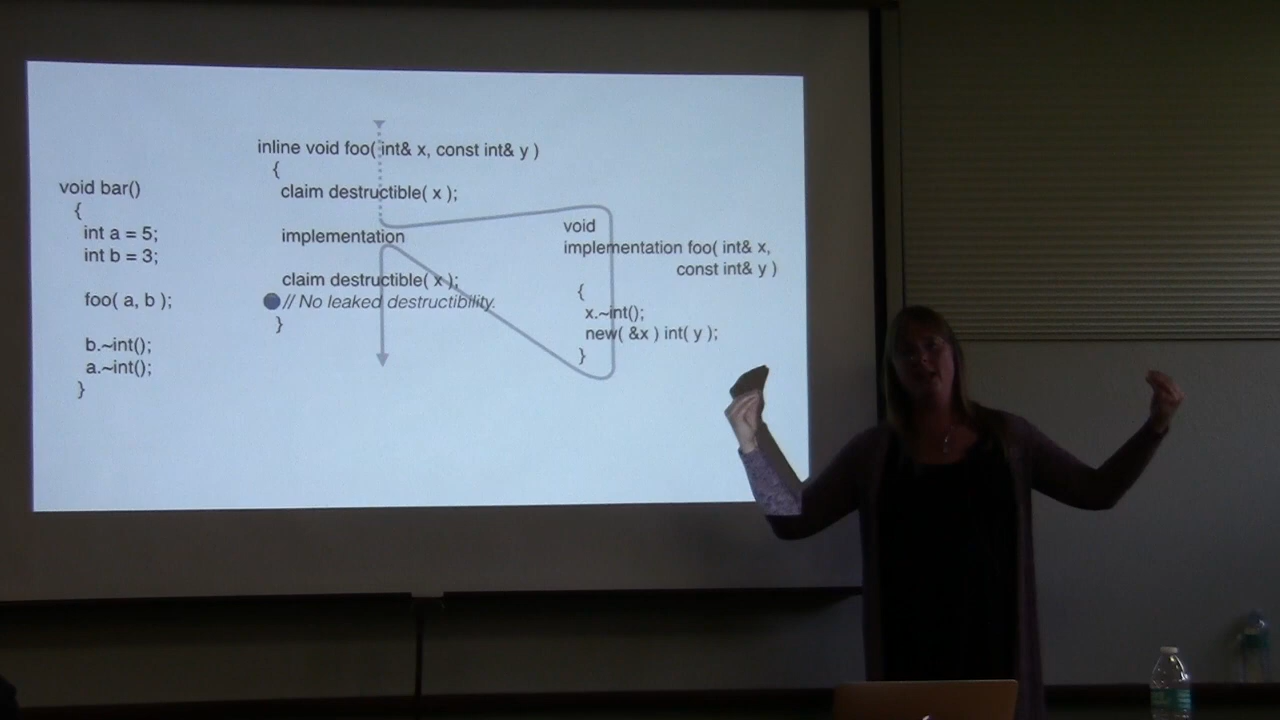 void bar()
{
int a = 5;
int b = 3;
foo( a, b );
b.~int();
a.~int();
}
inline void foo( int& x, const int& y )
{
claim destructible( x );
implementation
claim destructible( x );
// No leaked destructibility.
}
void
implementation foo( int& x,
const int& y )
{
x.~int();
new( &x ) int( y );
}